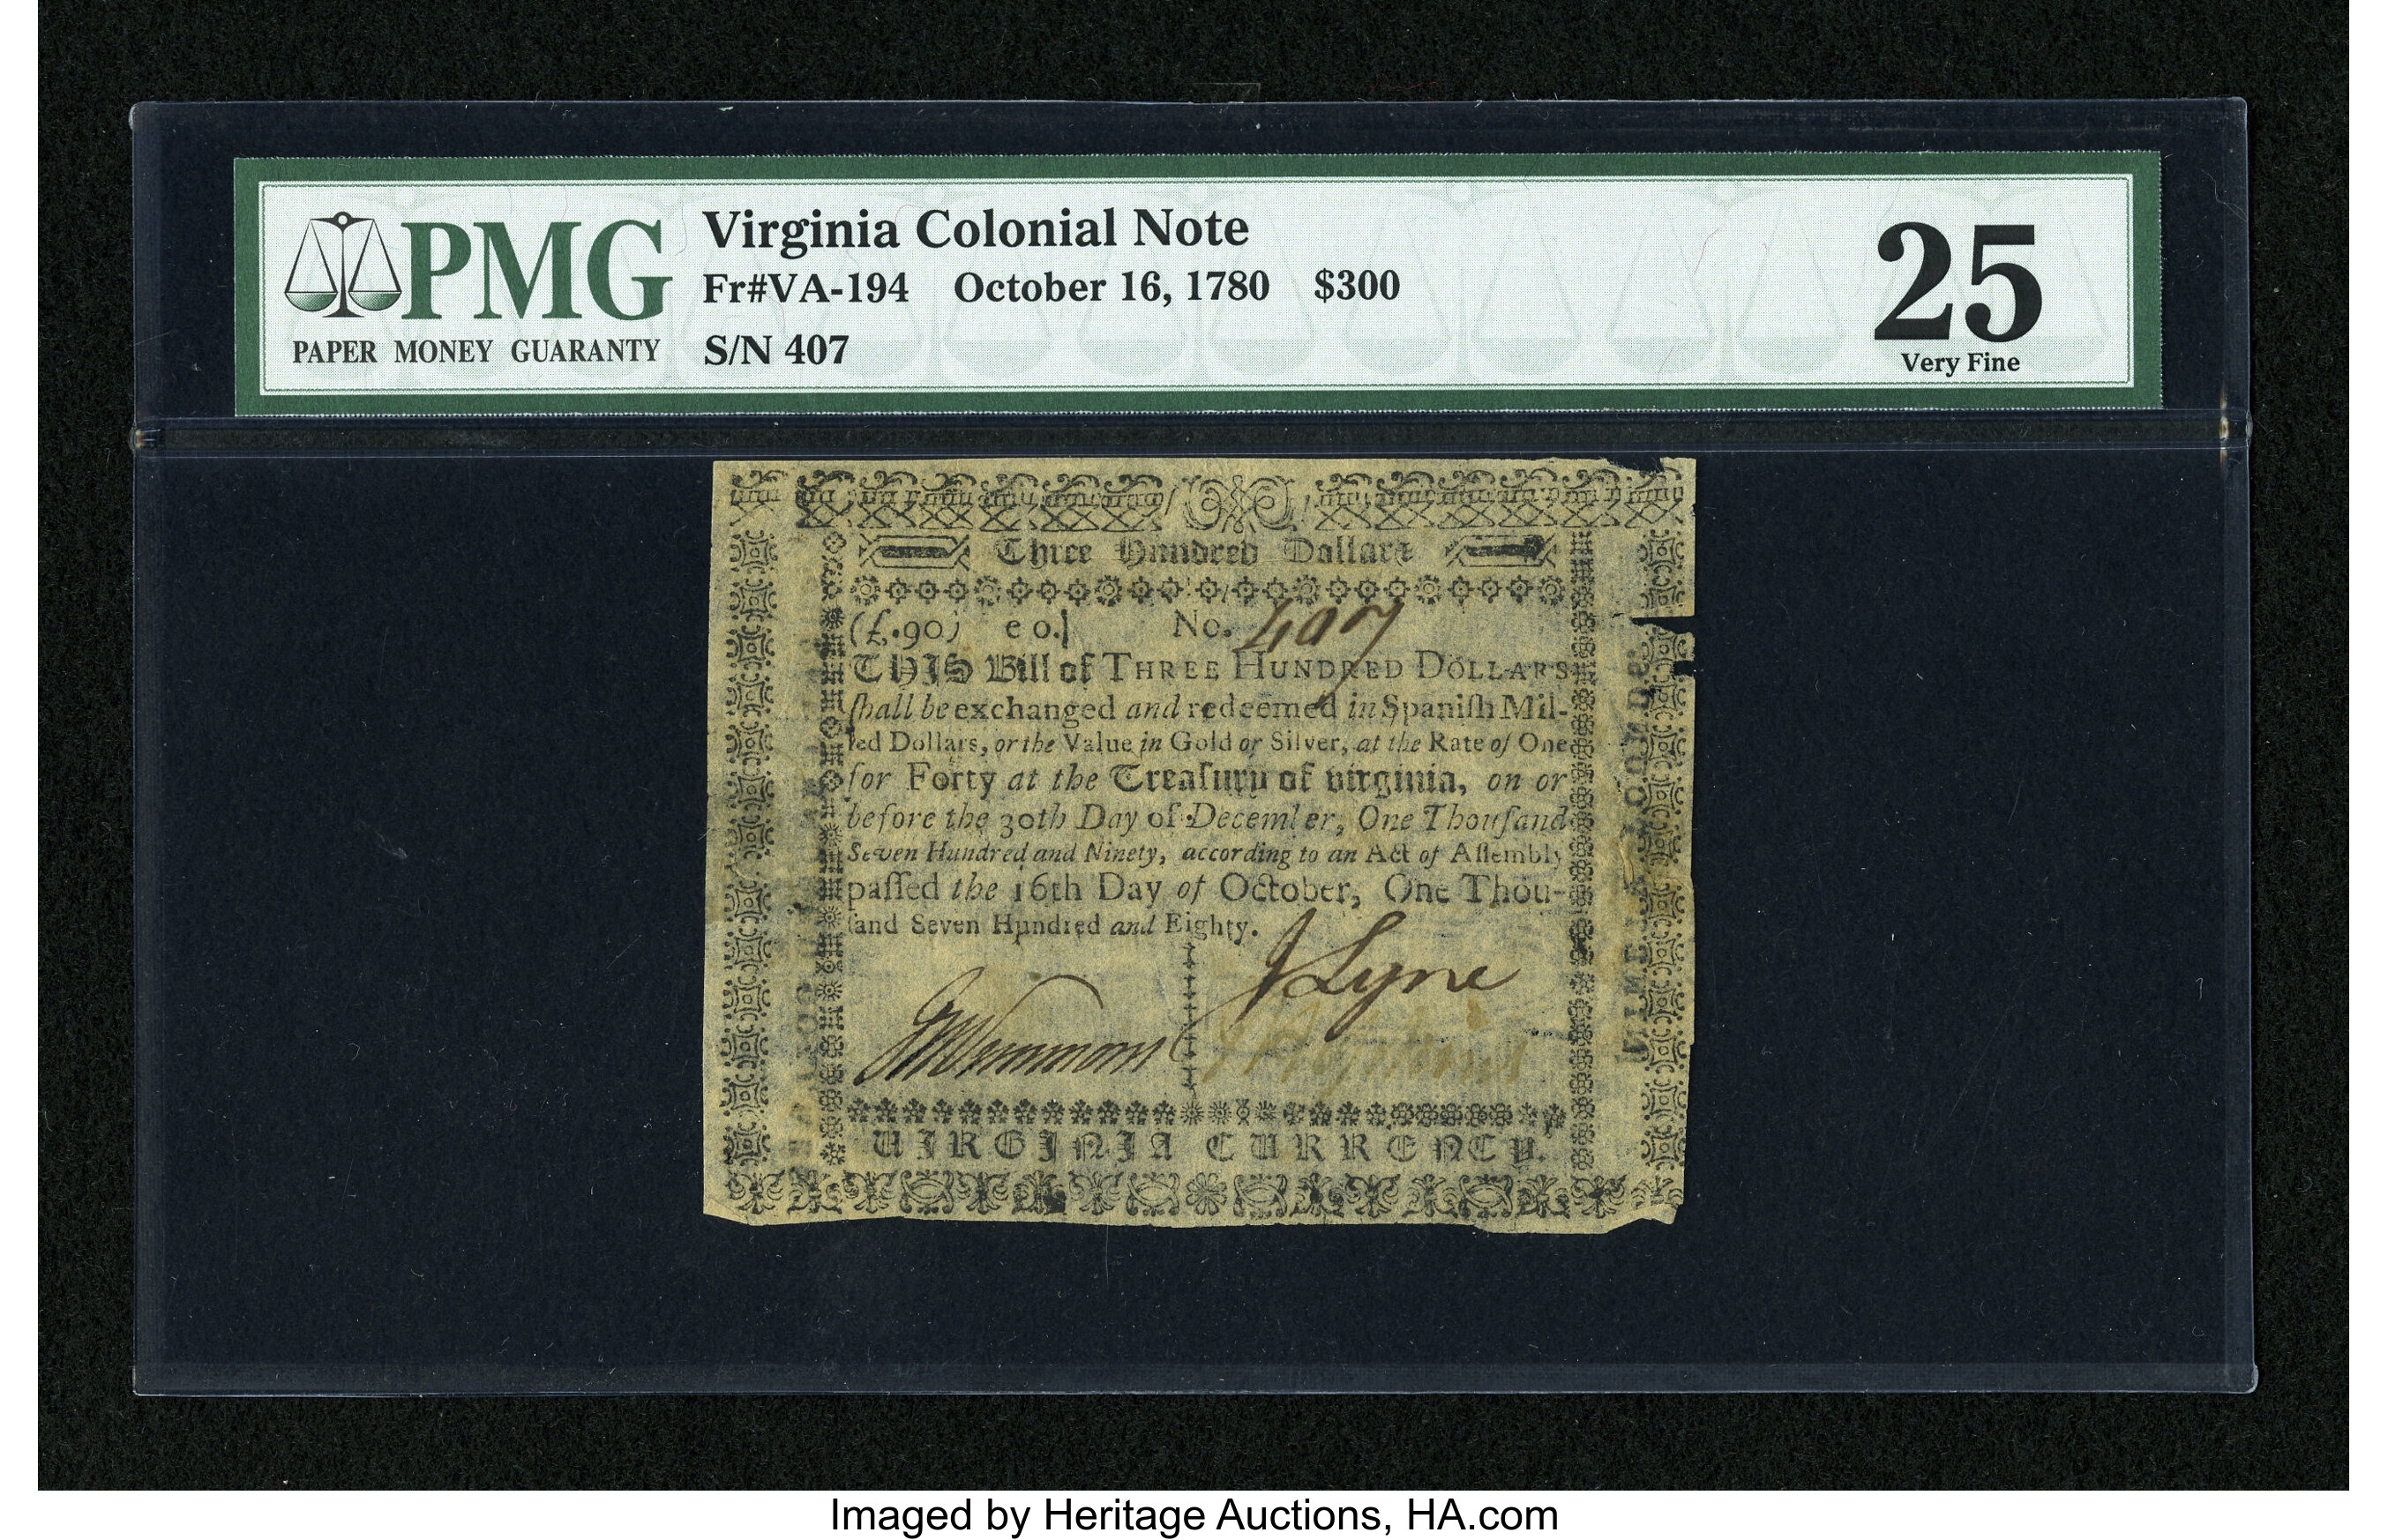 PMG
PAPER MONEY GUARANTY
Virginia Colonial Note
Fr#VA-194 October 16, 1780 $300
S/N 407
25
Very Fine
Three Hundred Dollars
(£.90) e o.] No. 407
THIS Bill of THREE HUNDRED DOLLARS
ſhall be exchanged and redeemed in Spaniſh Mil-
led Dollars, or the Value in Gold or Silver, at the Rate of One
for Forty at the Treaſury of Virginia, on or
before the 30th Day of December, One Thouſand
Seven Hundred and Ninety, according to an Act of Aſſembly
paſſed the 16th Day of October, One Thou-
ſand Seven Hundred and Eighty.
J Lyne
VIRGINIA CURRENCY.
Imaged by Heritage Auctions, HA.com